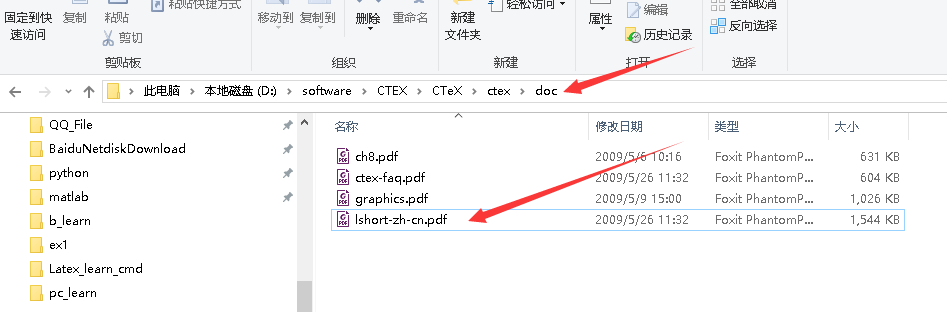 复制
粘贴
粘贴快捷方式
移动到
复制到
删除
重命名
新建
轻松访问
属性
编辑
全部取消
固定到快
速访问
剪切
文件夹
历史记录
反向选择
剪贴板
组织
新建
打开
选择
此电脑 > 本地磁盘 (D:) > software > CTEX > CTeX > ctex > doc
名称 修改日期 类型 大小
QQ_File
BaiduNetdiskDownload
python
matlab
b_learn
ex1
Latex_learn_cmd
pc_learn
ch8.pdf 2009/5/6 10:16 Foxit PhantomP... 631 KB
ctex-faq.pdf 2009/5/26 11:32 Foxit PhantomP... 604 KB
graphics.pdf 2009/5/9 15:00 Foxit PhantomP... 1,026 KB
lshort-zh-cn.pdf 2009/5/26 11:32 Foxit PhantomP... 1,544 KB